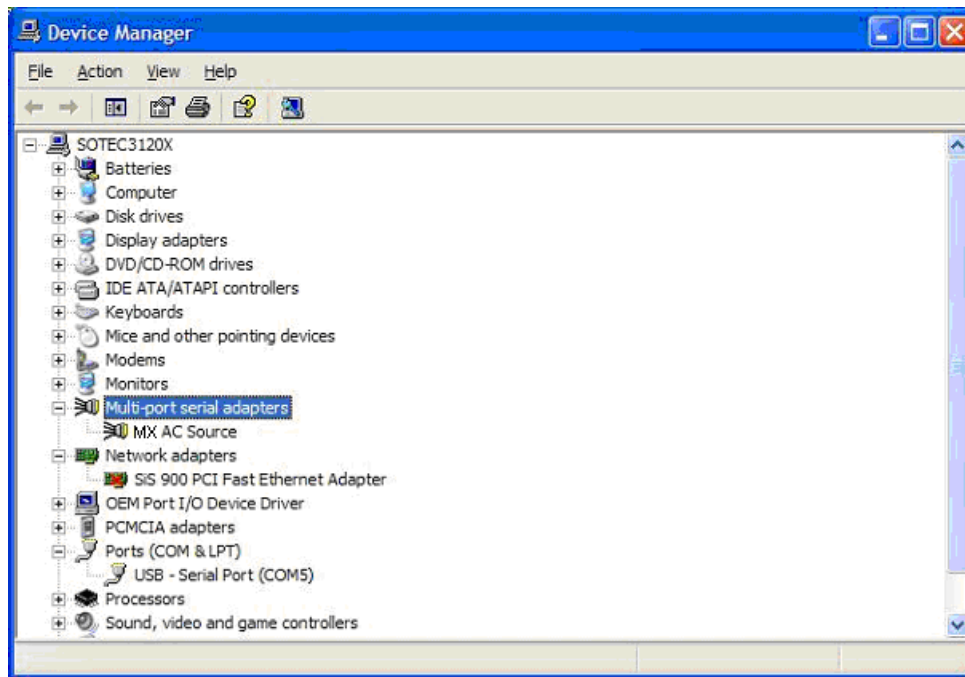 Device Manager
File Action View Help
SOTEC3120X
Batteries
Computer
Disk drives
Display adapters
DVD/CD-ROM drives
IDE ATA/ATAPI controllers
Keyboards
Mice and other pointing devices
Modems
Monitors
Multi-port serial adapters
MX AC Source
Network adapters
SiS 900 PCI Fast Ethernet Adapter
OEM Port I/O Device Driver
PCMCIA adapters
Ports (COM & LPT)
USB - Serial Port (COM5)
Processors
Sound, video and game controllers